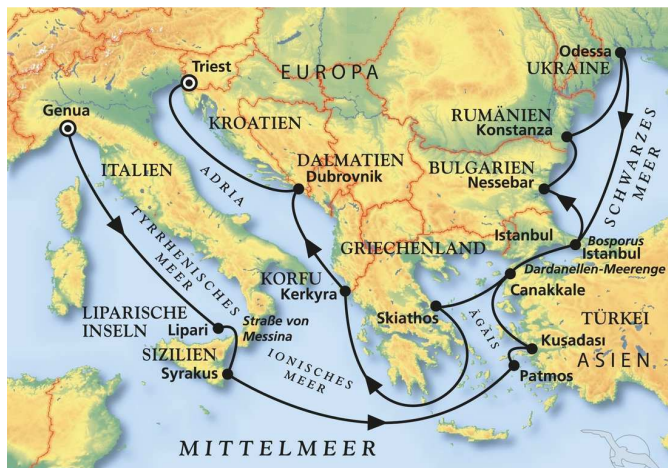 Odessa
UKRAINE
Triest
EUROPA
Genua
RUMÄNIEN
Konstanza
KROATIEN
ITALIEN
ADRIA
DALMATIEN
Dubrovnik
BULGARIEN
Nessebar
SCHWARZES
MEER
TYRRHENISCHES
MEER
GRIECHENLAND
Istanbul
Bosporus
Istanbul
Dardanellen-Meerenge
KORFU
Kerkyra
Canakkale
LIPARISCHE
INSELN
Lipari
Straße von
Messina
Skiathos
ÄGÄIS
TÜRKEI
SIZILIEN
Syrakus
IONISCHES
MEER
Kuşadası
ASIEN
Patmos
MITTELMEER